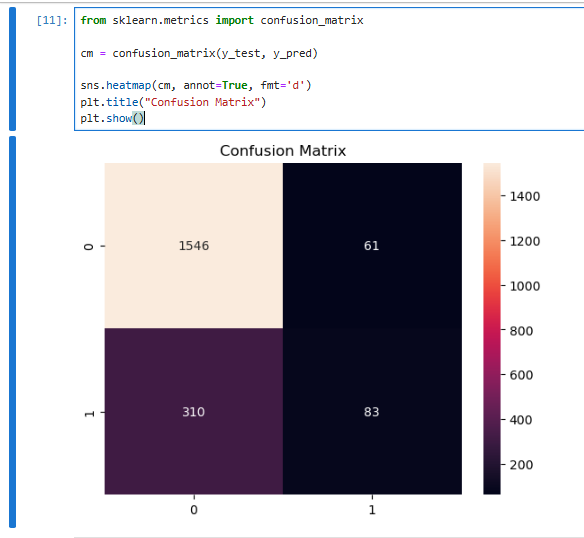 [11]: from sklearn.metrics import confusion_matrix
cm = confusion_matrix(y_test, y_pred)
sns.heatmap(cm, annot=True, fmt='d')
plt.title("Confusion Matrix")
plt.show()
Confusion Matrix
1400
1200
1000
800
600
400
200
0
1546
61
1
310
83
0
1